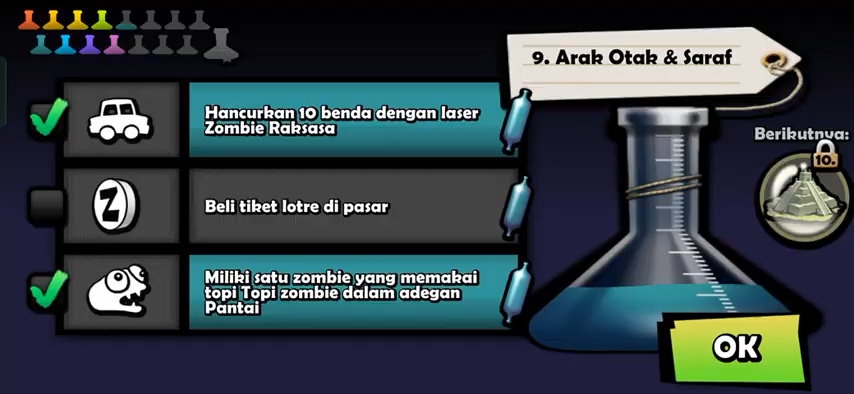 9. Arak Otak & Saraf
Hancurkan 10 benda dengan laser
Zombie Raksasa
Berikutnya:
10.
Z
Beli tiket lotre di pasar
Miliki satu zombie yang memakai
topi Topi zombie dalam adegan
Pantai
OK